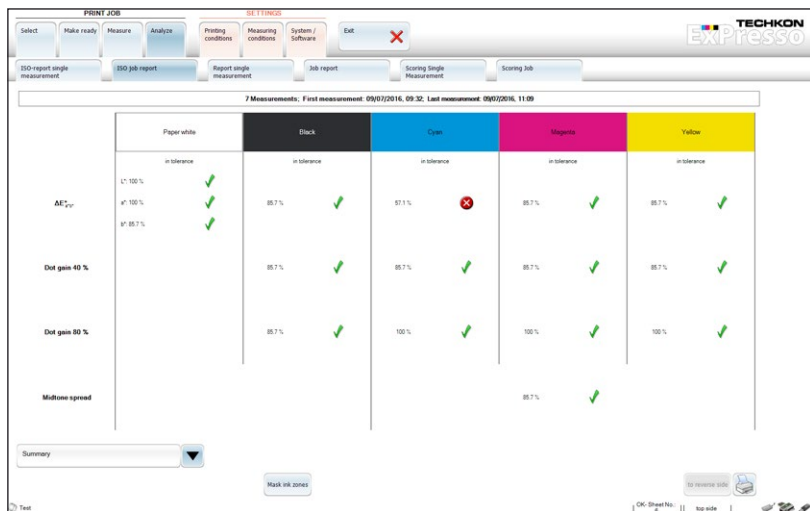 PRINT JOB
SETTINGS
Select
Make ready
Measure
Analyze
Printing
conditions
Measuring
conditions
System /
Software
Exit
TECHKON
ExPresso
ISO-report single
measurement
ISO job report
Report single
measurement
Job report
Scoring Single
Measurement
Scoring Job
7 Measurements; First measurement: 09/07/2016, 09:32; Last measurement: 09/07/2016, 11:09
Paper white
Black
Cyan
Magenta
Yellow
in tolerance
in tolerance
in tolerance
in tolerance
in tolerance
L*: 100 %
a*: 100 %
b*: 85.7 %
85.7 %
57.1 %
85.7 %
85.7 %
Dot gain 40 %
85.7 %
85.7 %
85.7 %
85.7 %
Dot gain 80 %
85.7 %
100 %
100 %
100 %
Midtone spread
85.7 %
Summary
Mask ink zones
to reverse side
Test
OK- Sheet No.:
top side